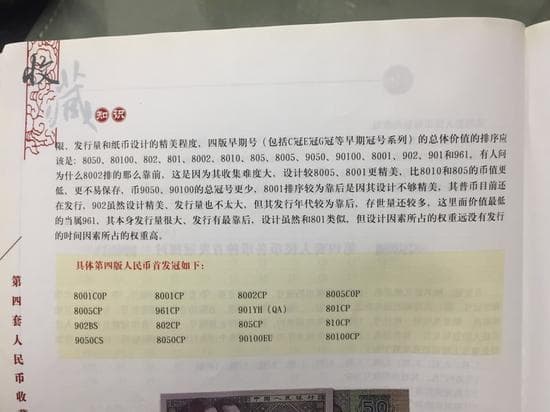 收藏
知识
限、发行量和纸币设计的精美程度，四版早期号（包括C冠E冠G冠等早期冠号系列）的总体价值的排序应
该是：8050、80100、802、801、8002、8010、805、8005、9050、90100、8001、902、901和961。有人问
为什么8002排的那么靠前，这是因为其收集难度大、设计较8005、8001更精美，比8010和805的币值更
低，更不易保存、币9050、90100的总冠号更少，8001排序较为靠后是因其设计不够精美，其普币目前还
在发行，902虽然设计精美、发行量也不太大，但其发行年代较为靠后，存世量还较多，这里面价值最低
的当属961，其本身发行量很大、发行有最靠后，设计虽然和801类似，但设计因素所占的权重远没有发行
的时间因素所占的权重高。
具体第四版人民币首发冠如下：
8001COP 8001CP 8002CP 8005COP
8005CP 961CP 901YH（QA） 801CP
902BS 802CP 805CP 810CP
9050CS 8050CP 90100EU 80100CP
第四套人民币收藏
中国人民银行
50